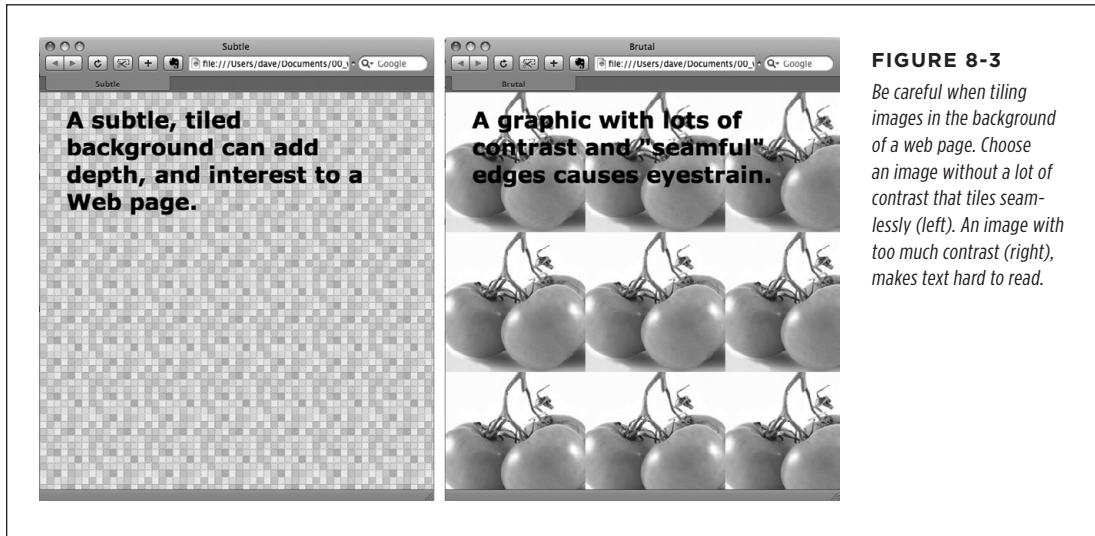 Subtle
file:///Users/dave/Documents/00_
Google
Subtle
A subtle, tiled
background can add
depth, and interest to a
Web page.
Brutal
file:///Users/dave/Documents/00_
Google
Brutal
A graphic with lots of
contrast and "seamful"
edges causes eyestrain.
FIGURE 8-3
Be careful when tiling
images in the background
of a web page. Choose
an image without a lot of
contrast that tiles seam-
lessly (left). An image with
too much contrast (right),
makes text hard to read.